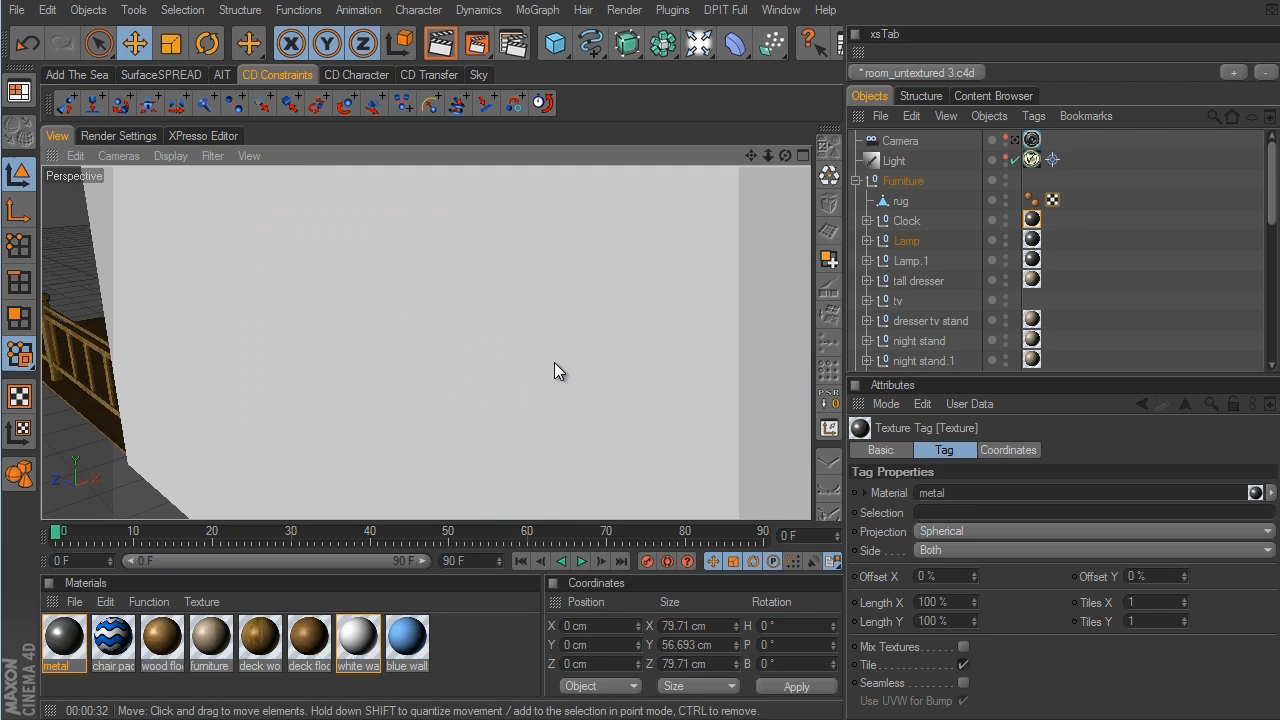 File Edit Objects Tools Selection Structure Functions Animation Character Dynamics MoGraph Hair Render Plugins DPIT Full Window Help
xsTab
* room_untextured 3.c4d + -
Add The Sea SurfaceSPREAD AIT CD Constraints CD Character CD Transfer Sky
Objects Structure Content Browser
File Edit View Objects Tags Bookmarks
View Render Settings XPresso Editor
Edit Cameras Display Filter View
Perspective
Camera
Light
Furniture
rug
Clock
Lamp
Lamp.1
tall dresser
tv
dresser tv stand
night stand
night stand.1
X Y Z
PSR
0
Attributes
Mode Edit User Data
Texture Tag [Texture]
Basic Tag Coordinates
Tag Properties
Material metal
Selection
Projection Spherical
Side . . . . Both
Offset X 0 % Offset Y 0 %
Length X 100 % Tiles X 1
Length Y 100 % Tiles Y 1
Mix Textures .
Tile
Seamless
Use UVW for Bump
0 10 20 30 40 50 60 70 80 90 0 F
0 F 0 F 90 F 90 F
Materials
File Edit Function Texture
metal chair pad wood floo furniture deck wo deck floo white wa blue wall
Coordinates
Position Size Rotation
X 0 cm X 79.71 cm H 0 °
Y 0 cm Y 56.693 cm P 0 °
Z 0 cm Z 79.71 cm B 0 °
Object Size Apply
MAXON
CINEMA 4D
00:00:32 Move: Click and drag to move elements. Hold down SHIFT to quantize movement / add to the selection in point mode, CTRL to remove.